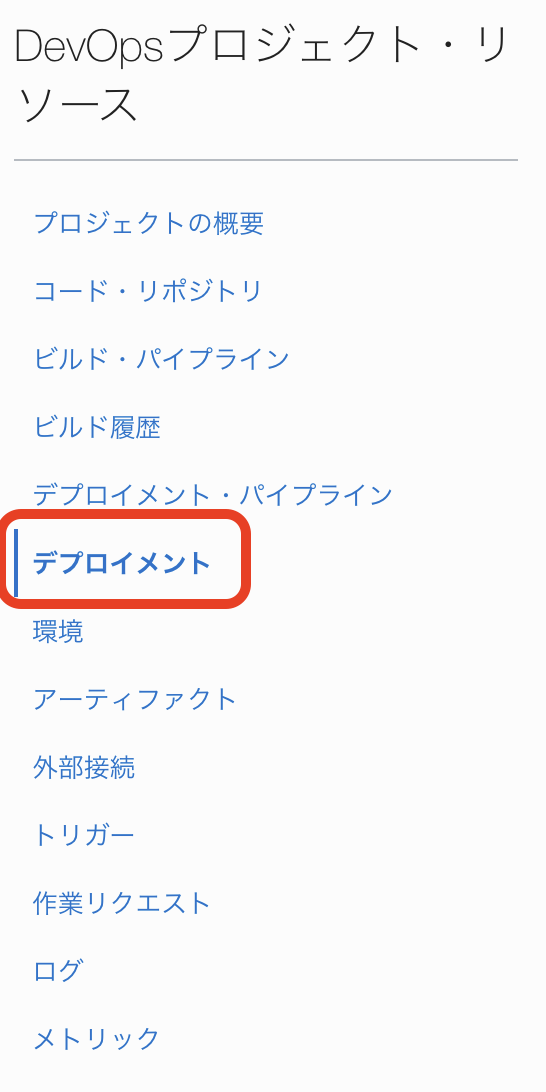 DevOpsプロジェクト・リ
ソース
プロジェクトの概要
コード・リポジトリ
ビルド・パイプライン
ビルド履歴
デプロイメント・パイプライン
デプロイメント
環境
アーティファクト
外部接続
トリガー
作業リクエスト
ログ
メトリック